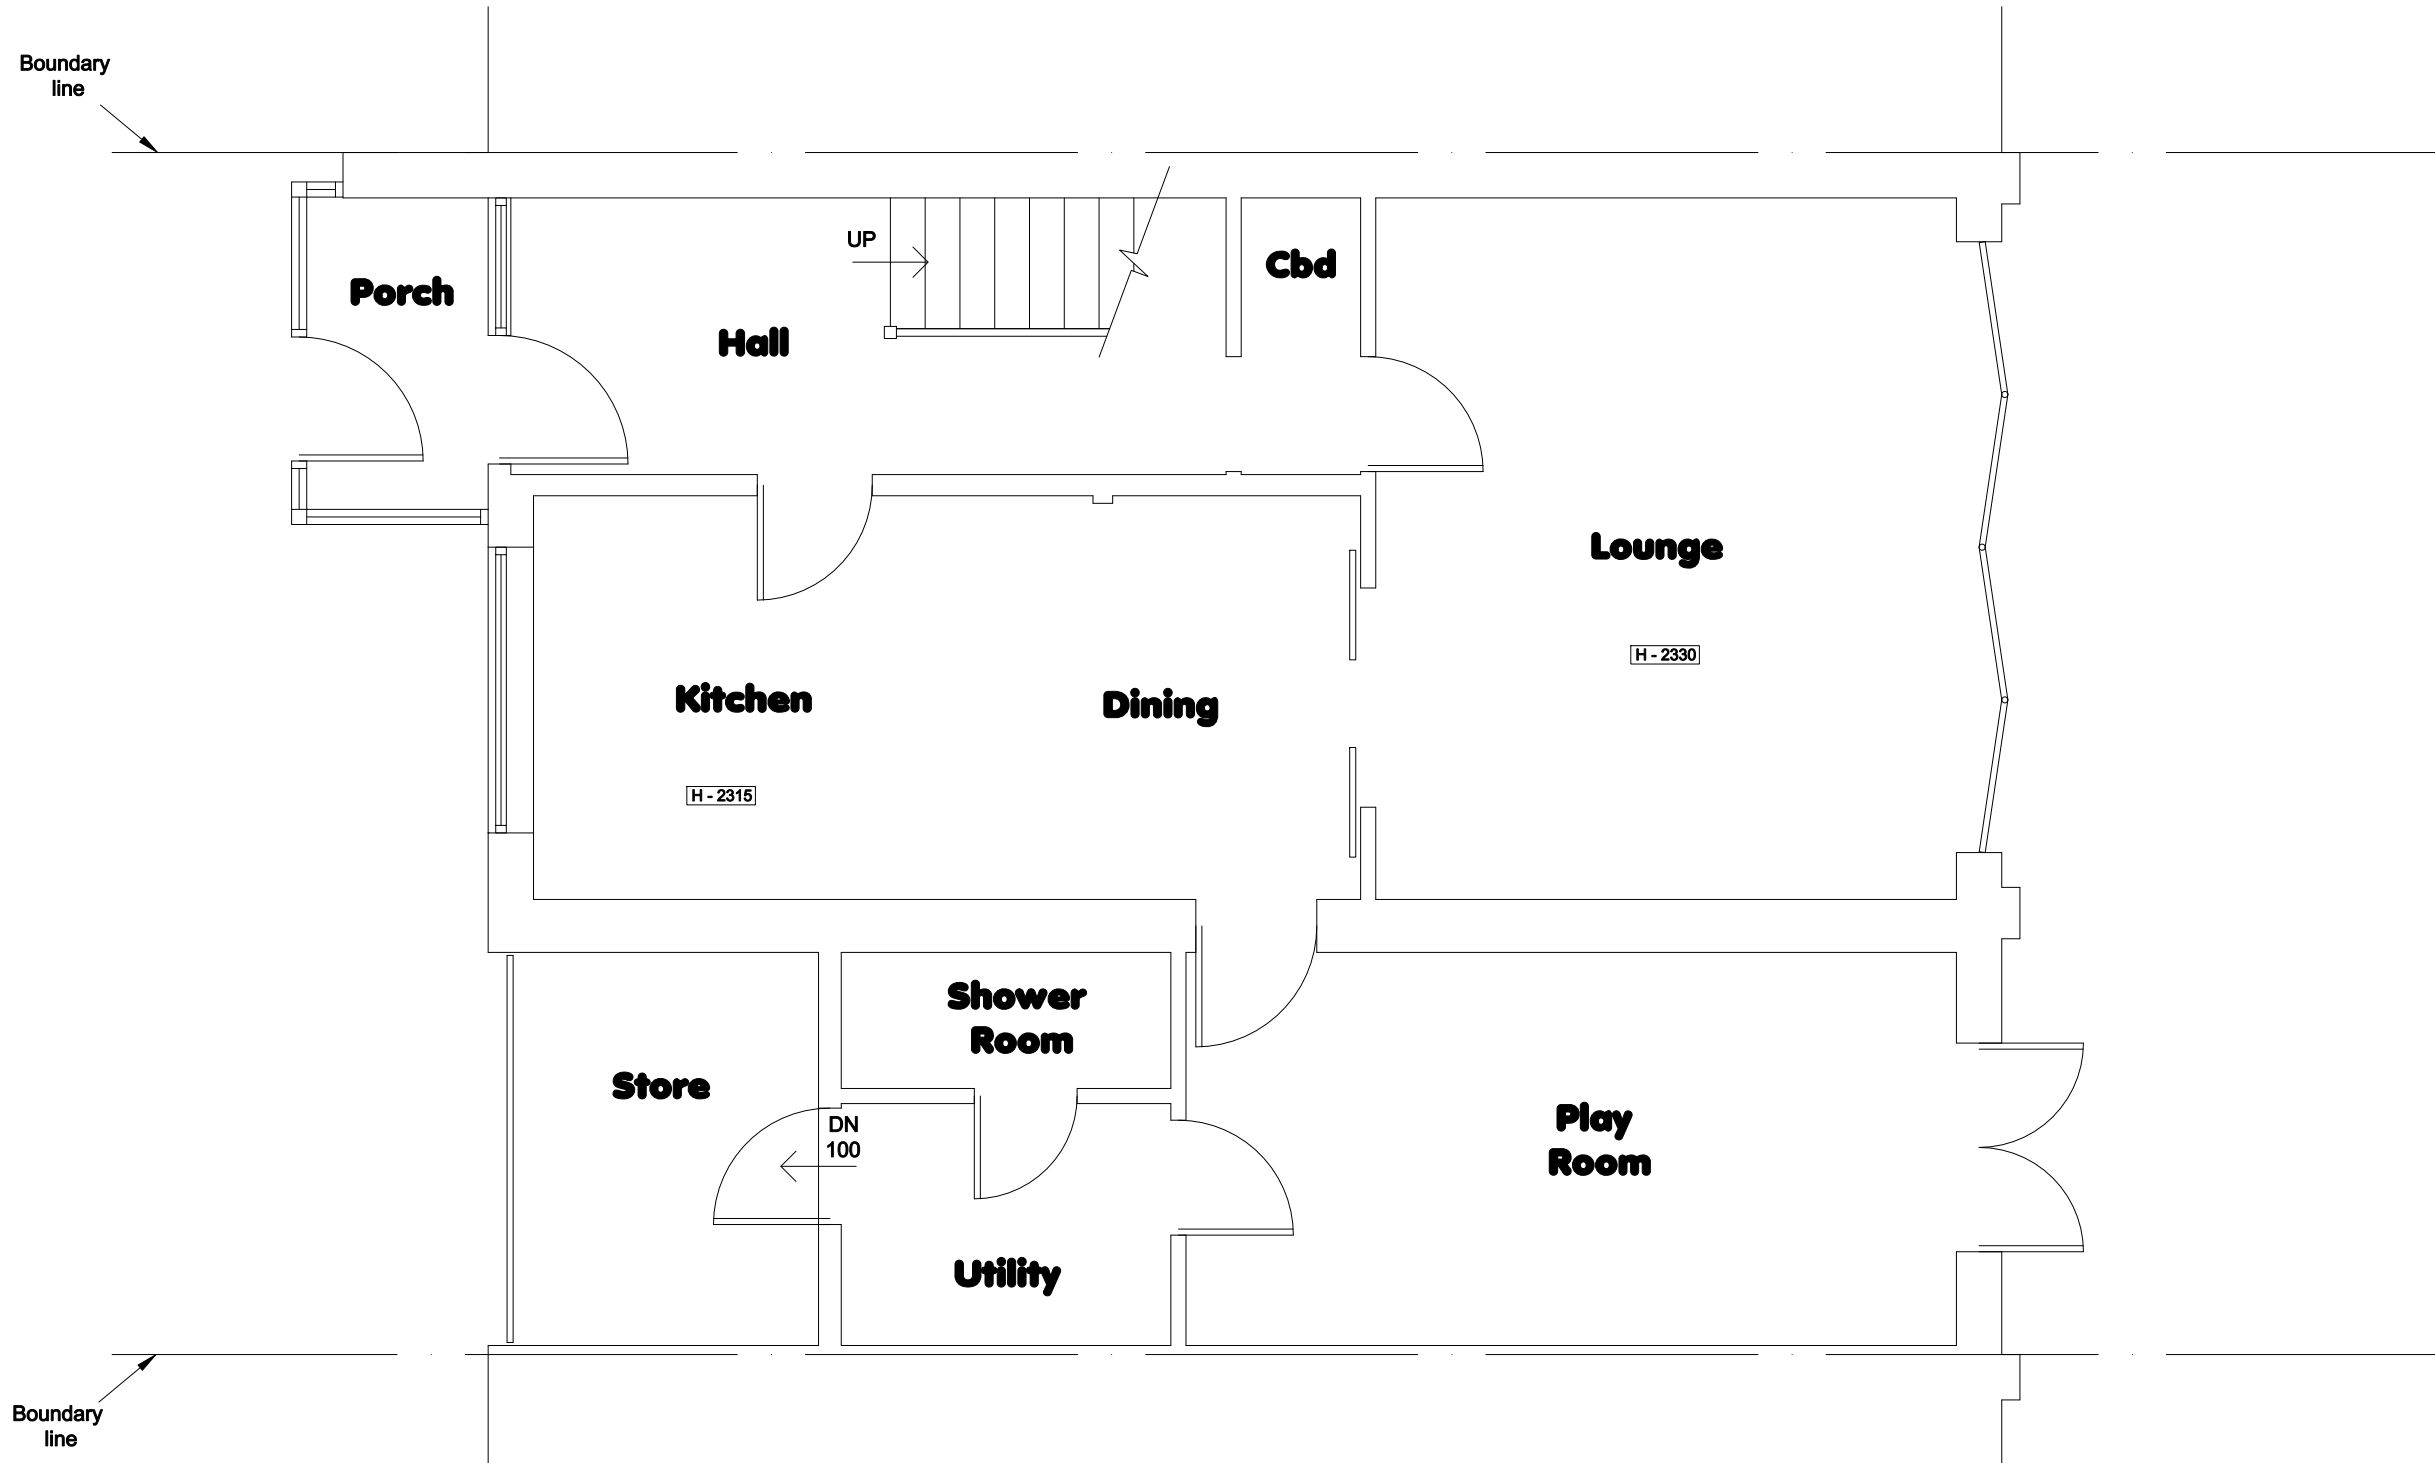 Boundary
line
UP
Cbd
Porch
Hall
Lounge
H - 2330
Kitchen
Dining
H - 2315
Shower
Room
Store
DN
100
Play
Room
Utility
Boundary
line